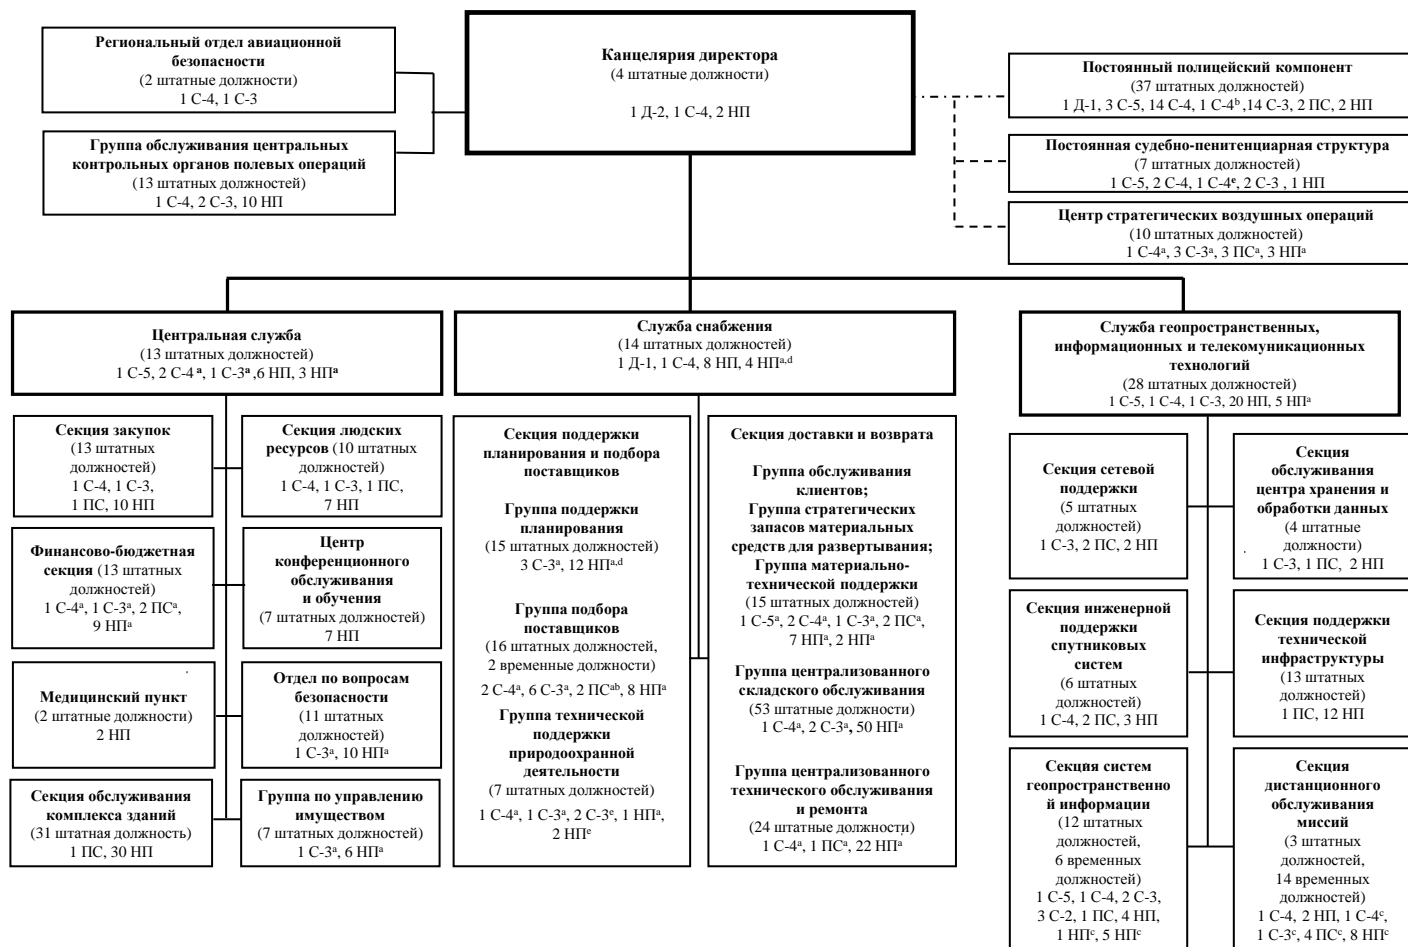 Региональный отдел авиационной
безопасности
(2 штатные должности)
1 С-4, 1 С-3
Группа обслуживания центральных
контрольных органов полевых операций
(13 штатных должностей)
1 С-4, 2 С-3, 10 НП
Канцелярия директора
(4 штатные должности)
1 Д-2, 1 С-4, 2 НП
Постоянный полицейский компонент
(37 штатных должностей)
1 Д-1, 3 С-5, 14 С-4, 1 С-4ᵇ ,14 С-3, 2 ПС, 2 НП
Постоянная судебно-пенитенциарная структура
(7 штатных должностей)
1 С-5, 2 С-4, 1 С-4ᵉ, 2 С-3 , 1 НП
Центр стратегических воздушных операций
(10 штатных должностей)
1 С-4ᵃ, 3 С-3ᵃ, 3 ПСᵃ, 3 НПᵃ
Центральная служба
(13 штатных должностей)
1 С-5, 2 С-4 ᵃ, 1 С-3ᵃ ,6 НП, 3 НПᵃ
Секция закупок
(13 штатных
должностей)
1 С-4, 1 С-3,
1 ПС, 10 НП
Секция людских
ресурсов (10 штатных
должностей)
1 С-4, 1 С-3, 1 ПС,
7 НП
Финансово-бюджетная
секция (13 штатных
должностей)
1 С-4ᵃ, 1 С-3ᵃ, 2 ПСᵃ,
9 НПᵃ
Центр
конференционного
обслуживания
и обучения
(7 штатных должностей)
7 НП
Медицинский пункт
(2 штатные должности)
2 НП
Отдел по вопросам
безопасности
(11 штатных
должностей)
1 С-3ᵃ, 10 НПᵃ
Секция обслуживания
комплекса зданий
(31 штатная должность)
1 ПС, 30 НП
Группа по управлению
имуществом
(7 штатных должностей)
1 С-3ᵃ, 6 НПᵃ
Служба снабжения
(14 штатных должностей)
1 Д-1, 1 С-4, 8 НП, 4 НПᵃ,ᵈ
Секция поддержки
планирования и подбора
поставщиков
Группа поддержки
планирования
(15 штатных должностей)
3 С-3ᵃ, 12 НПᵃ,ᵈ
Группа подбора
поставщиков
(16 штатных должностей,
2 временные должности)
2 С-4ᵃ, 6 С-3ᵃ, 2 ПСᵃᵇ, 8 НПᵃ
Группа технической
поддержки
природоохранной
деятельности
(7 штатных должностей)
1 С-4ᵃ, 1 С-3ᵃ, 2 С-3ᵉ, 1 НПᵃ,
2 НПᵉ
Секция доставки и возврата
Группа обслуживания
клиентов;
Группа стратегических
запасов материальных
средств для развертывания;
Группа материально-
технической поддержки
(15 штатных должностей)
1 С-5ᵃ, 2 С-4ᵃ, 1 С-3ᵃ, 2 ПСᵃ,
7 НПᵃ, 2 НПᵃ
Группа централизованного
складского обслуживания
(53 штатные должности)
1 С-4ᵃ, 2 С-3ᵃ, 50 НПᵃ
Группа централизованного
технического обслуживания
и ремонта
(24 штатные должности)
1 С-4ᵃ, 1 ПСᵃ, 22 НПᵃ
Служба геопространственных,
информационных и телекомуникационных
технологий
(28 штатных должностей)
1 С-5, 1 С-4, 1 С-3, 20 НП, 5 НПᵃ
Секция сетевой
поддержки
(5 штатных
должностей)
1 С-3, 2 ПС, 2 НП
Секция
обслуживания
центра хранения и
обработки данных
(4 штатные
должности)
1 С-3, 1 ПС, 2 НП
Секция инженерной
поддержки
спутниковых
систем
(6 штатных
должностей)
1 С-4, 2 ПС, 3 НП
Секция поддержки
технической
инфраструктуры
(13 штатных
должностей)
1 ПС, 12 НП
Секция систем
геопространственно
й информации
(12 штатных
должностей,
6 временных
должностей)
1 С-5, 1 С-4, 2 С-3,
3 С-2, 1 ПС, 4 НП,
1 НПᶜ, 5 НПᶜ
Секция
дистанционного
обслуживания
миссий
(3 штатных
должностей,
14 временных
должностей)
1 С-4, 2 НП, 1 С-4ᶜ,
1 С-3ᶜ, 4 ПСᶜ, 8 НПᶜ